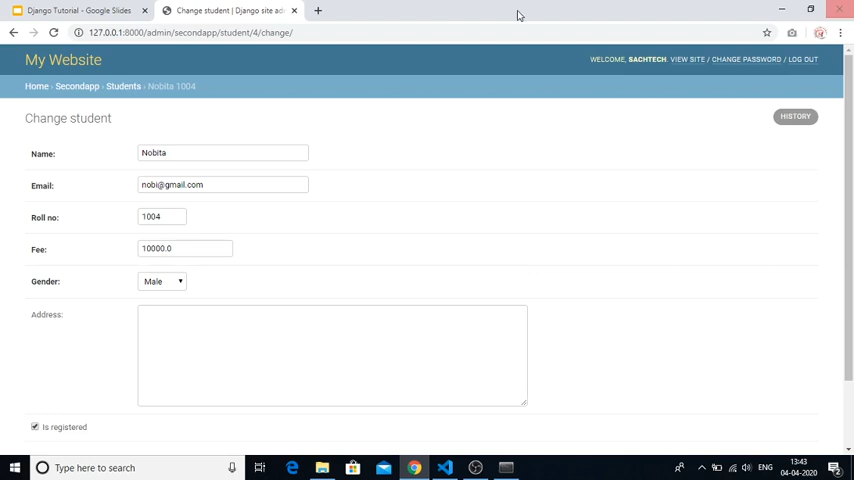 Django Tutorial - Google Slides
Change student | Django site ad
127.0.0.1:8000/admin/secondapp/student/4/change/
My Website
WELCOME, SACHTECH. VIEW SITE / CHANGE PASSWORD / LOG OUT
Home › Secondapp › Students › Nobita 1004
Change student
HISTORY
Name:
Nobita
Email:
nobi@gmail.com
Roll no:
1004
Fee:
10000.0
Gender:
Male
Address:
Is registered
Type here to search
ENG
13:43
04-04-2020
2